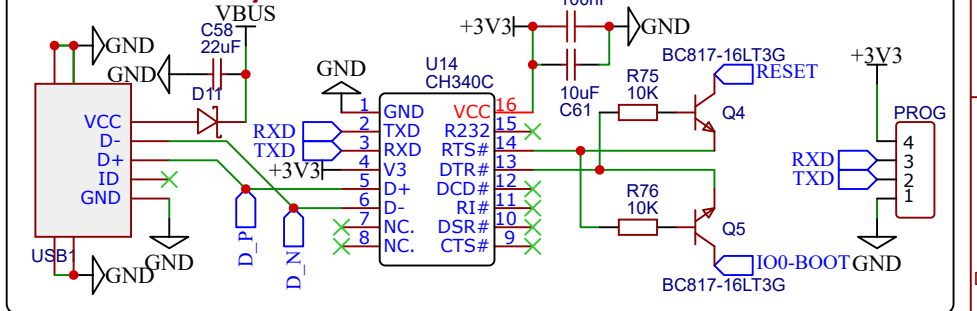 VBUS
C58
22uF
GND
GND
D11
VCC
D-
D+
ID
GND
USB1
GND
GND
D_P
D_N
GND
RXD
TXD
+3V3
U14
CH340C
1 GND
2 TXD
3 RXD
4 V3
5 D+
6 D-
7 NC.
8 NC.
VCC 16
R232 15
RTS# 14
DTR# 13
DCD# 12
RI# 11
DSR# 10
CTS# 9
+3V3
100nF
GND
10uF
C61
R75
10K
BC817-16LT3G
RESET
Q4
R76
10K
Q5
IO0-BOOT
BC817-16LT3G
+3V3
PROG
RXD
TXD
4
3
2
1
GND